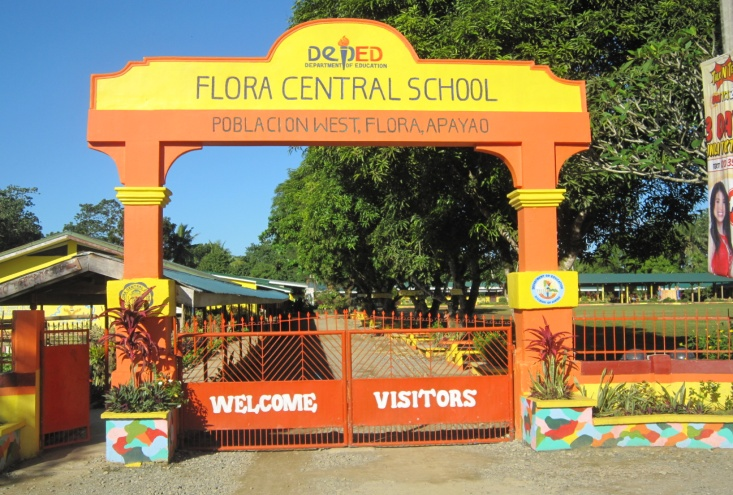 DepED
DEPARTMENT OF EDUCATION
FLORA CENTRAL SCHOOL
POBLACION WEST, FLORA, APAYAO
WELCOME
VISITORS